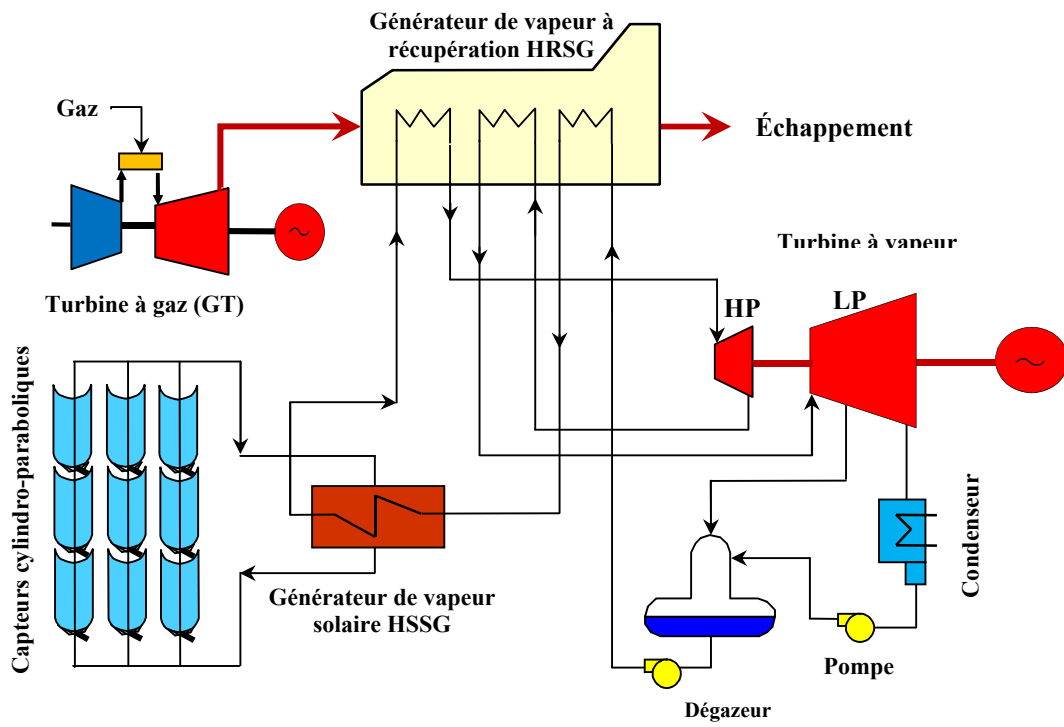 Générateur de vapeur à
récupération HRSG
Gaz
Échappement
Turbine à gaz (GT)
Turbine à vapeur
HP
LP
Capteurs cylindro-paraboliques
Générateur de vapeur
solaire HSSG
Condenseur
Pompe
Dégazeur